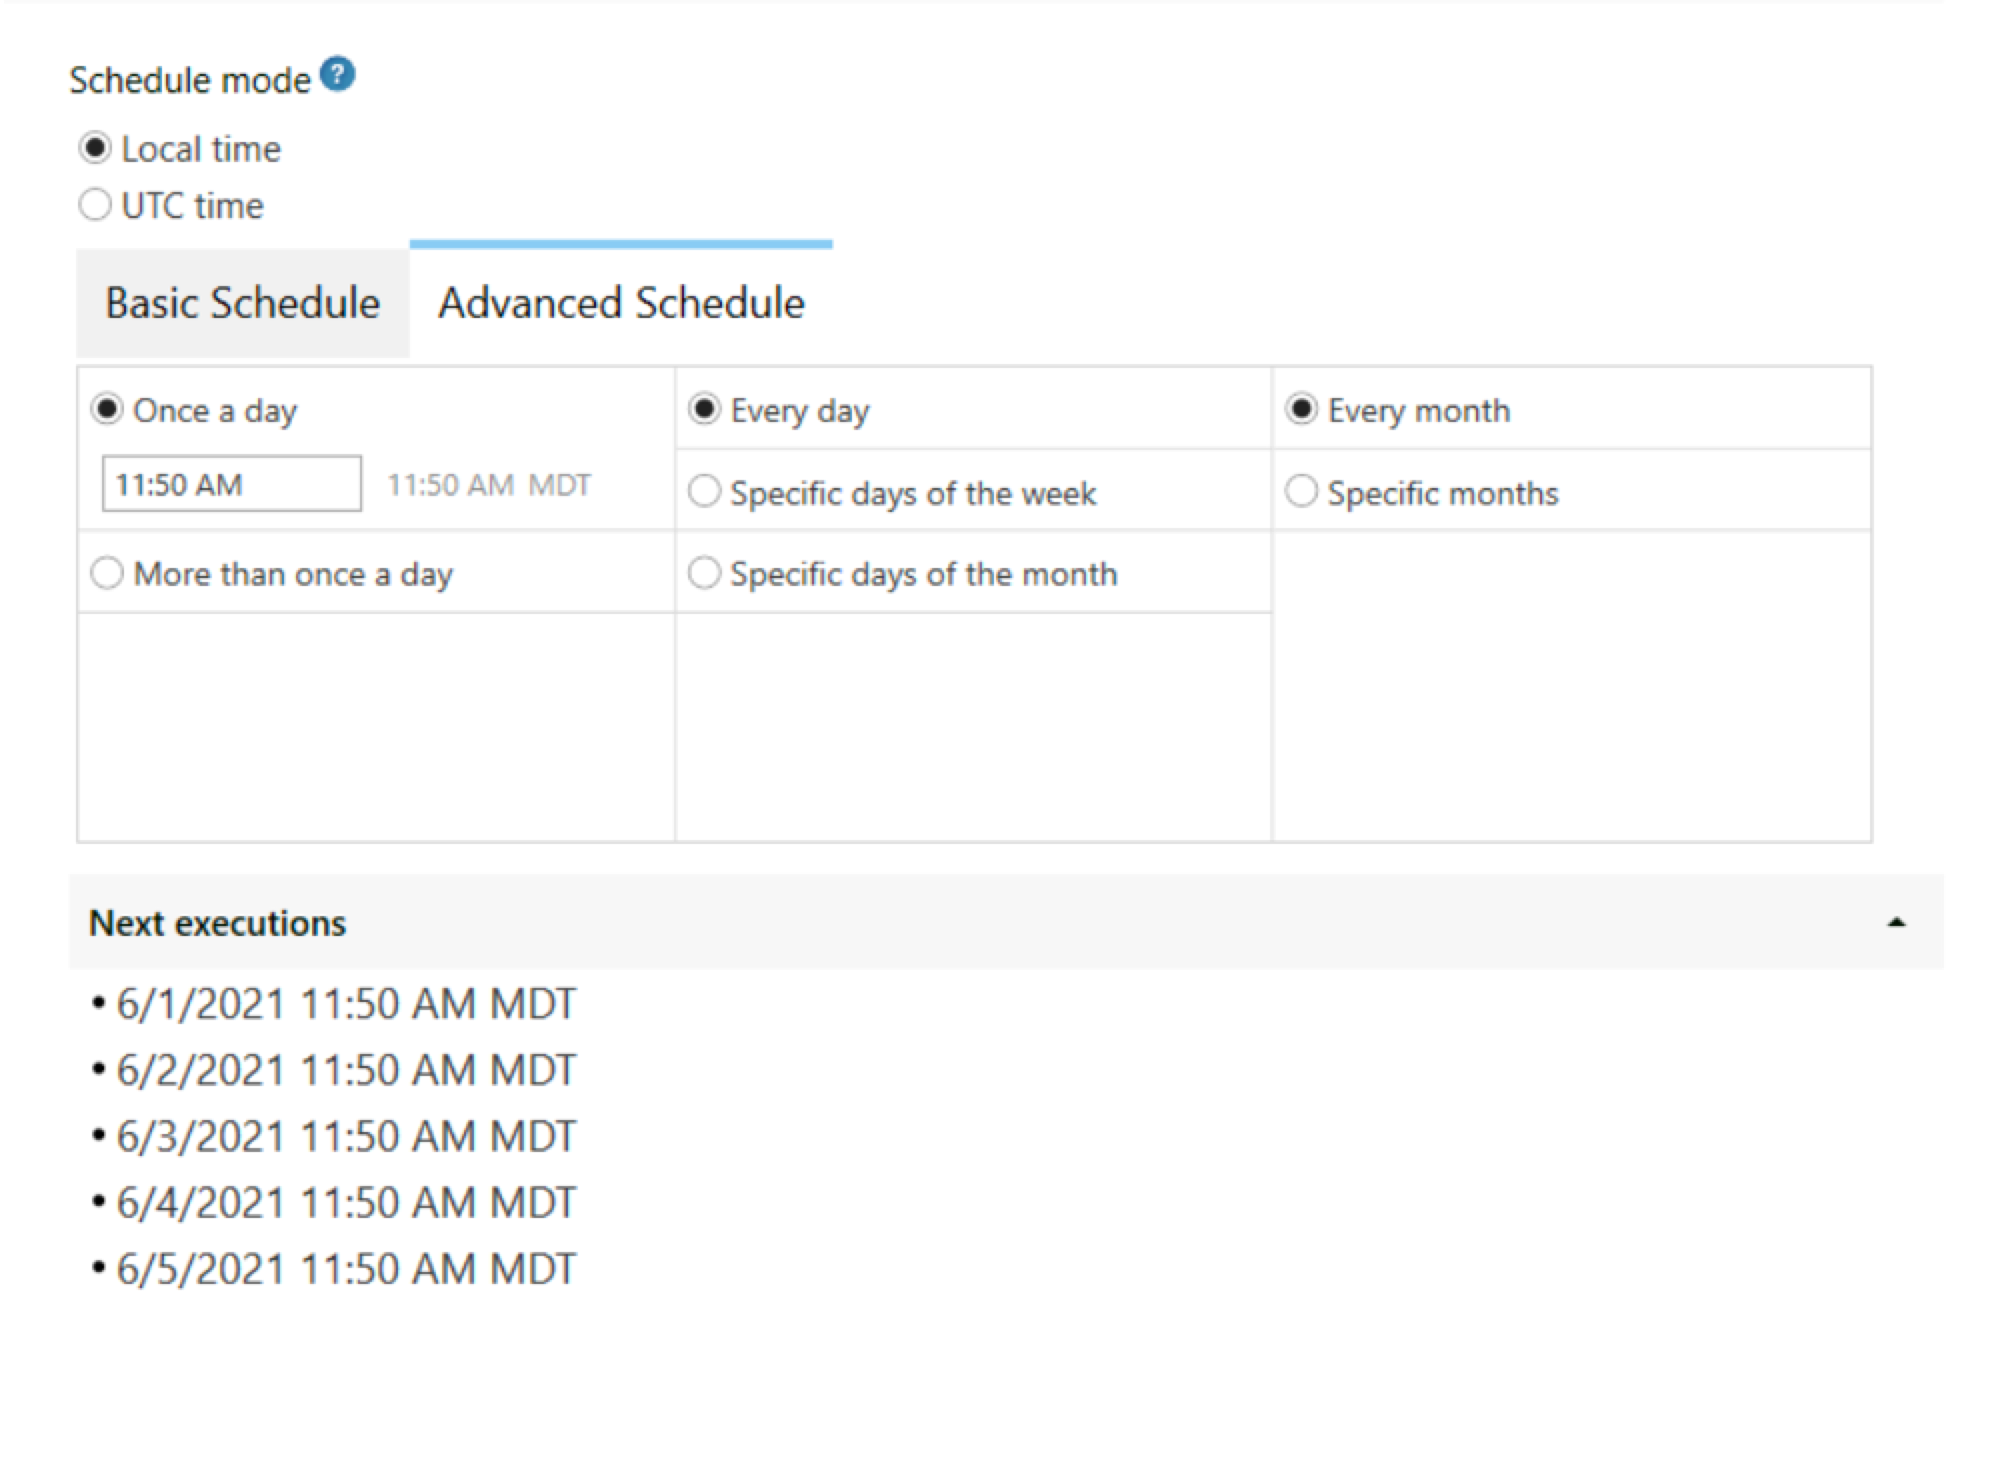 Schedule mode ?
Local time
UTC time
Basic Schedule Advanced Schedule
Once a day Every day Every month
11:50 AM 11:50 AM MDT Specific days of the week Specific months
More than once a day Specific days of the month
Next executions
• 6/1/2021 11:50 AM MDT
• 6/2/2021 11:50 AM MDT
• 6/3/2021 11:50 AM MDT
• 6/4/2021 11:50 AM MDT
• 6/5/2021 11:50 AM MDT